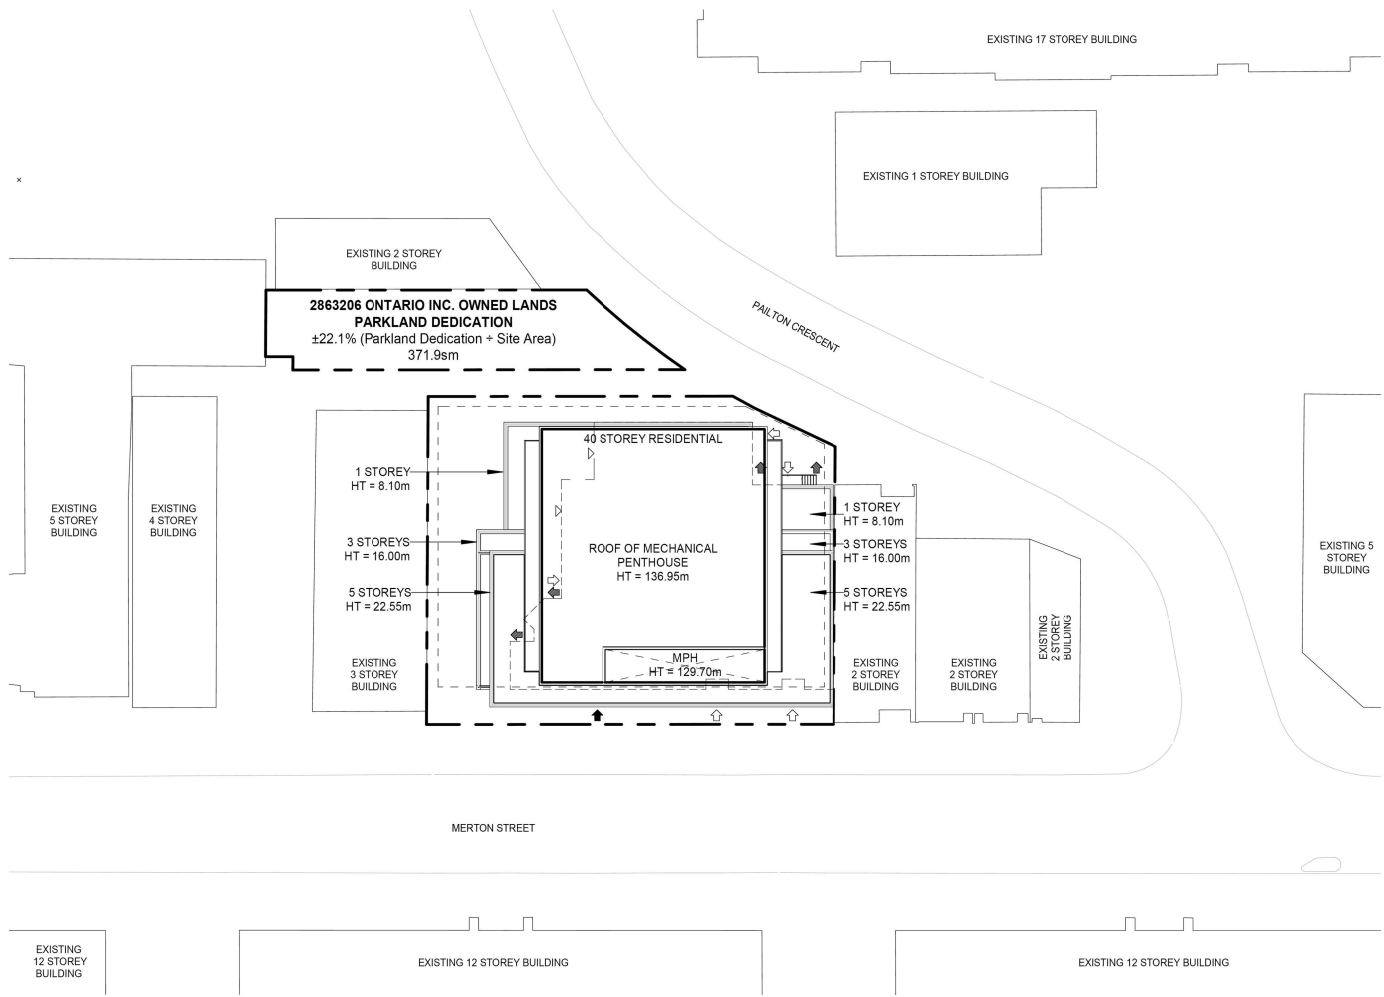 EXISTING 17 STOREY BUILDING
EXISTING 1 STOREY BUILDING
EXISTING 2 STOREY
BUILDING
2863206 ONTARIO INC. OWNED LANDS
PARKLAND DEDICATION
±22.1% (Parkland Dedication ÷ Site Area)
371.9sm
PAILTON CRESCENT
40 STOREY RESIDENTIAL
1 STOREY
HT = 8.10m
3 STOREYS
HT = 16.00m
5 STOREYS
HT = 22.55m
ROOF OF MECHANICAL
PENTHOUSE
HT = 136.95m
MPH
HT = 129.70m
1 STOREY
HT = 8.10m
3 STOREYS
HT = 16.00m
5 STOREYS
HT = 22.55m
EXISTING
5 STOREY
BUILDING
EXISTING
4 STOREY
BUILDING
EXISTING
3 STOREY
BUILDING
EXISTING
2 STOREY
BUILDING
EXISTING
2 STOREY
BUILDING
EXISTING
2 STOREY
BUILDING
EXISTING 5
STOREY
BUILDING
MERTON STREET
EXISTING
12 STOREY
BUILDING
EXISTING 12 STOREY BUILDING
EXISTING 12 STOREY BUILDING